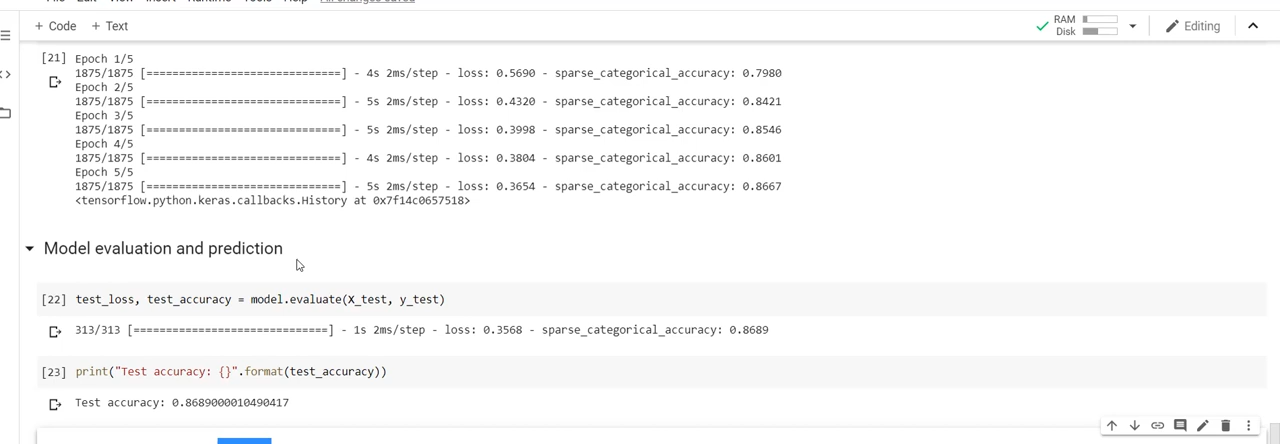 + Code + Text
RAM
Disk
Editing
[21] Epoch 1/5
1875/1875 [==============================] - 4s 2ms/step - loss: 0.5690 - sparse_categorical_accuracy: 0.7980
Epoch 2/5
1875/1875 [==============================] - 5s 2ms/step - loss: 0.4320 - sparse_categorical_accuracy: 0.8421
Epoch 3/5
1875/1875 [==============================] - 5s 2ms/step - loss: 0.3998 - sparse_categorical_accuracy: 0.8546
Epoch 4/5
1875/1875 [==============================] - 4s 2ms/step - loss: 0.3804 - sparse_categorical_accuracy: 0.8601
Epoch 5/5
1875/1875 [==============================] - 5s 2ms/step - loss: 0.3654 - sparse_categorical_accuracy: 0.8667
<tensorflow.python.keras.callbacks.History at 0x7f14c0657518>
Model evaluation and prediction
[22] test_loss, test_accuracy = model.evaluate(X_test, y_test)
313/313 [==============================] - 1s 2ms/step - loss: 0.3568 - sparse_categorical_accuracy: 0.8689
[23] print("Test accuracy: {}".format(test_accuracy))
Test accuracy: 0.8689000010490417